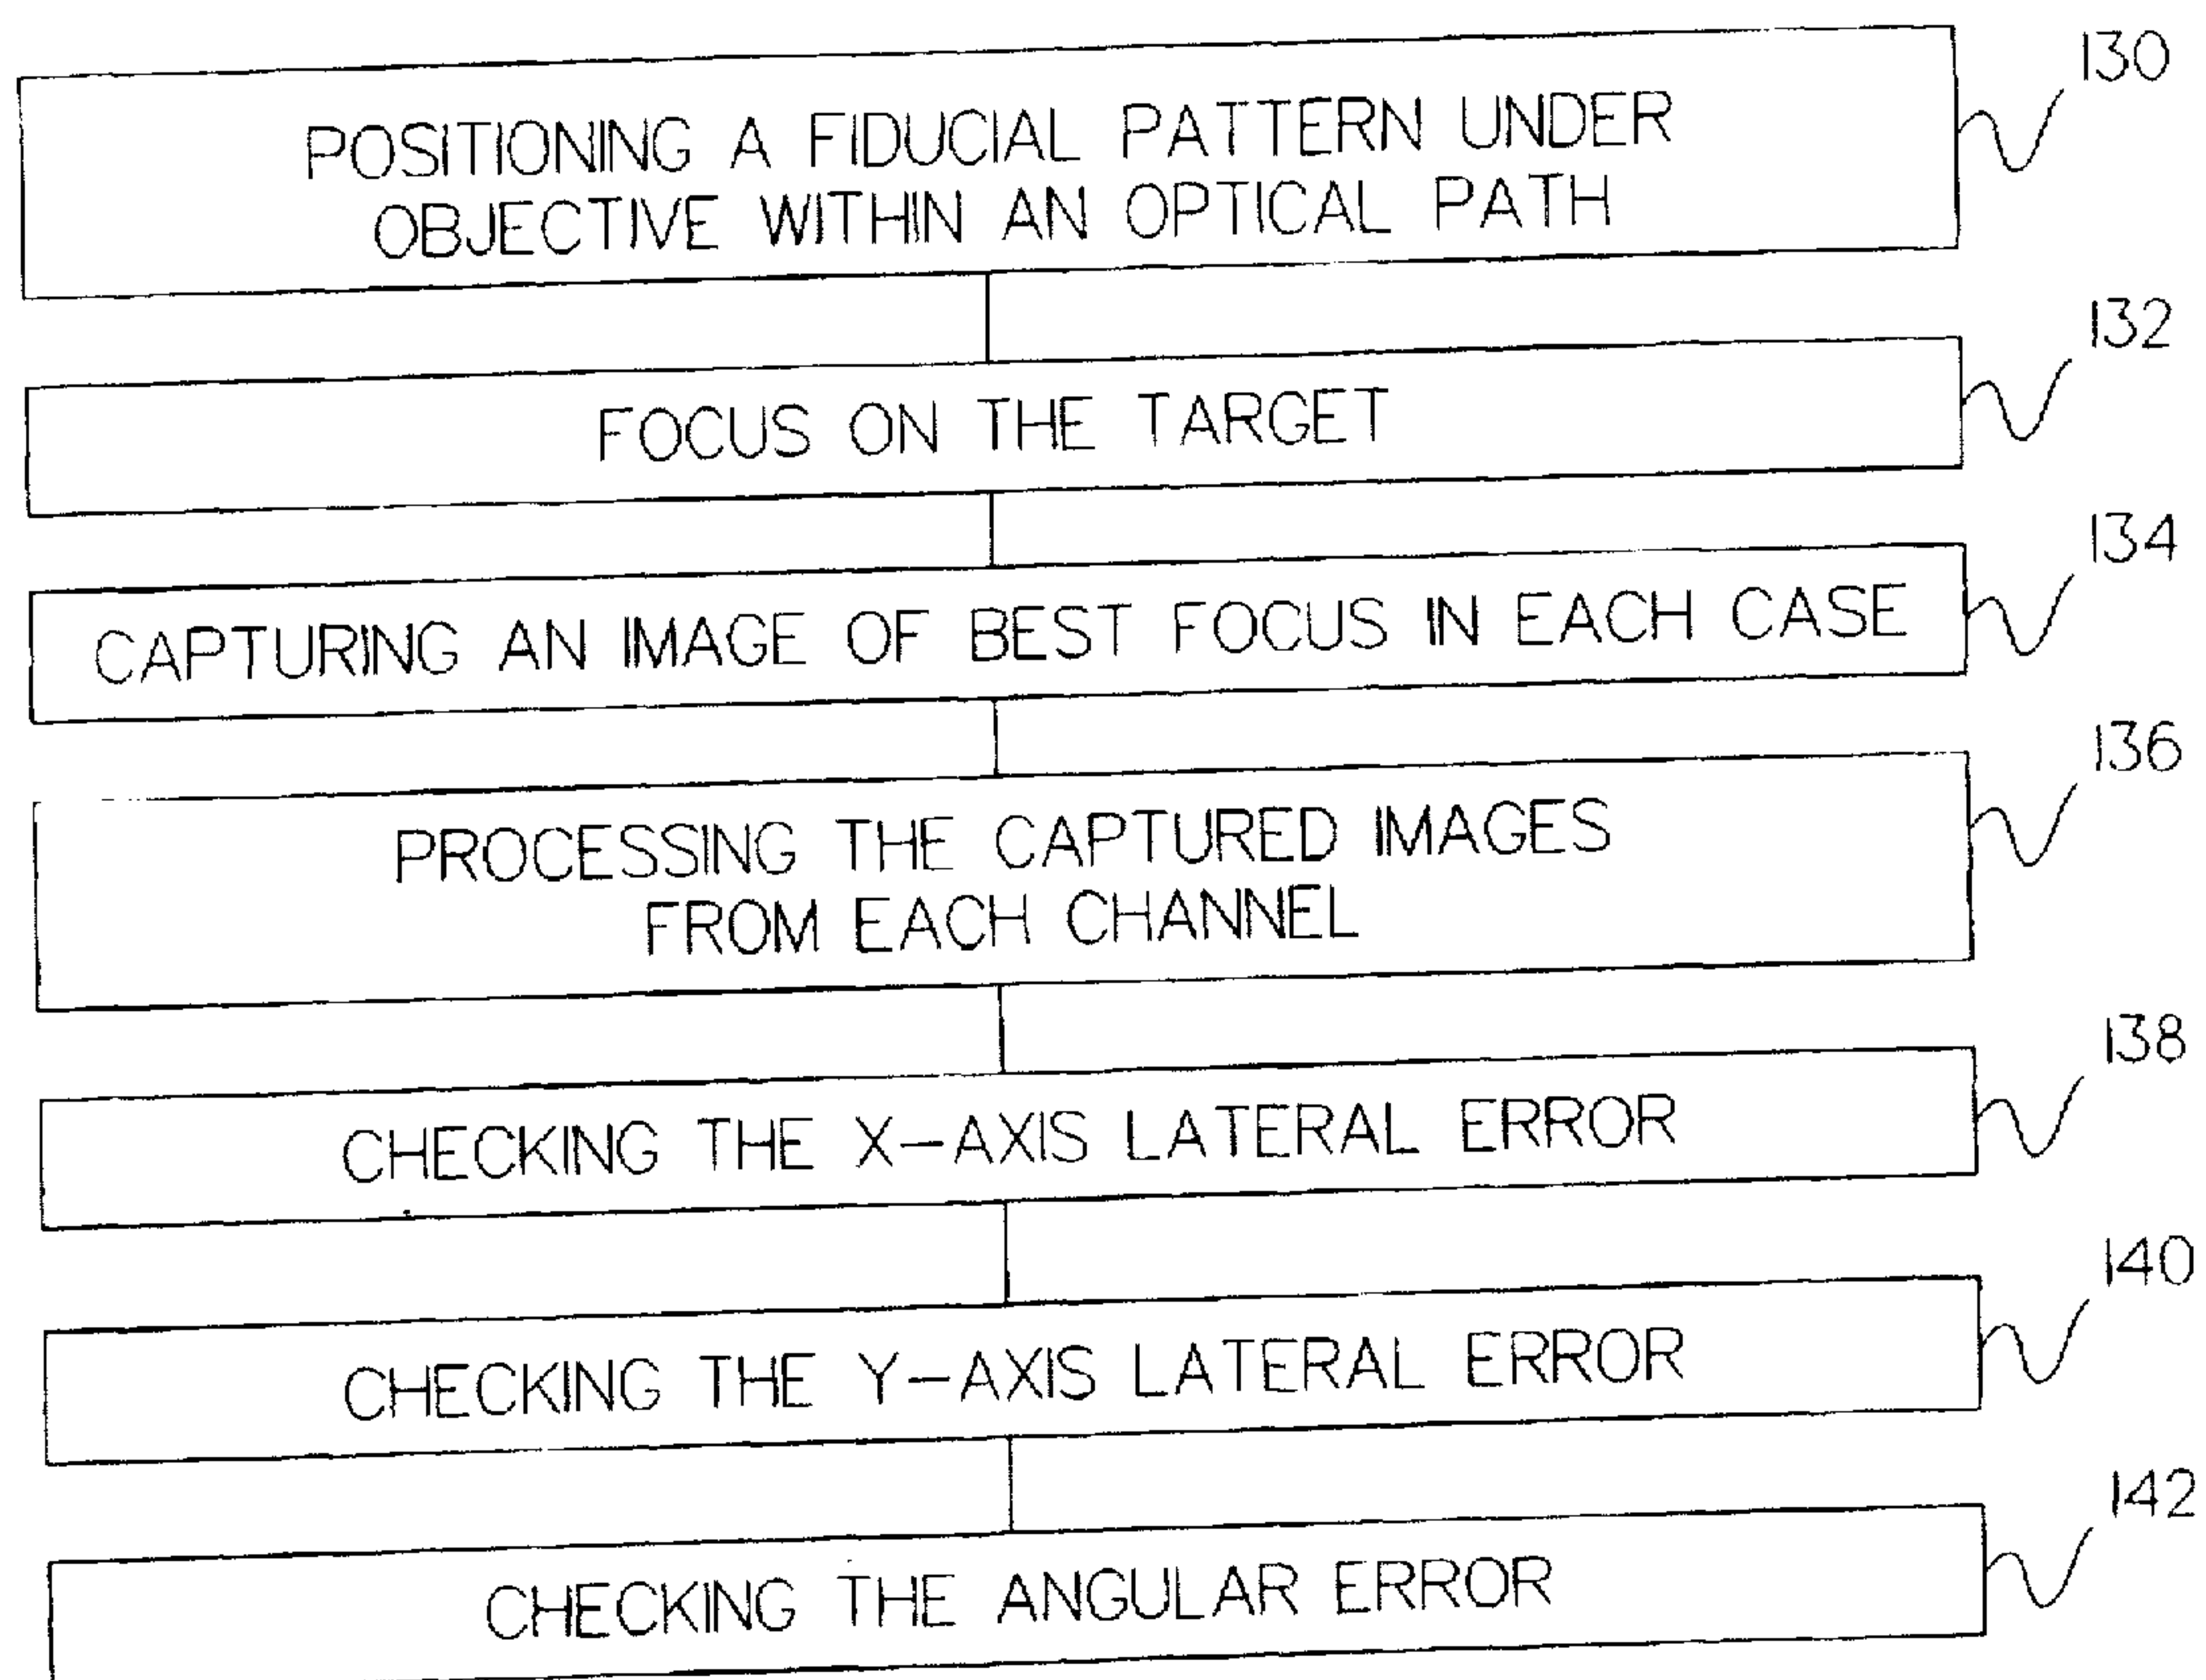 130
POSITIONING A FIDUCIAL PATTERN UNDER
OBJECTIVE WITHIN AN OPTICAL PATH
132
FOCUS ON THE TARGET
134
CAPTURING AN IMAGE OF BEST FOCUS IN EACH CASE
136
PROCESSING THE CAPTURED IMAGES
FROM EACH CHANNEL
138
CHECKING THE X-AXIS LATERAL ERROR
140
CHECKING THE Y-AXIS LATERAL ERROR
142
CHECKING THE ANGULAR ERROR